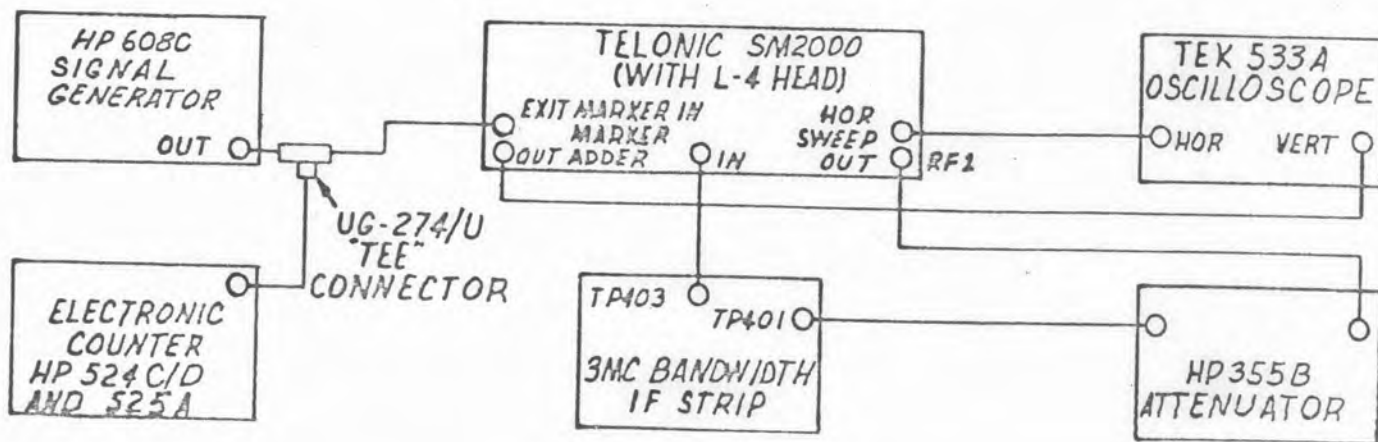 HP 608C
SIGNAL
GENERATOR
OUT
TELONIC SM2000
(WITH L-4 HEAD)
EXIT MARKER IN
MARKER
OUT ADDER
IN
HOR
SWEEP
OUT
RF1
TEK 533A
OSCILLOSCOPE
HOR
VERT
UG-274/U
"TEE"
CONNECTOR
ELECTRONIC
COUNTER
HP 524 C/D
AND 525A
TP403
TP401
3MC BANDWIDTH
IF STRIP
HP355B
ATTENUATOR